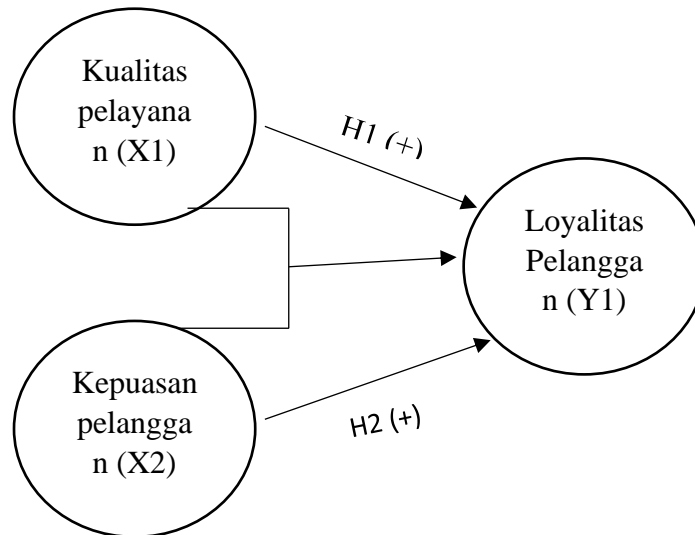 Kualitas
pelayana
n (X1)
H1 (+)
Loyalitas
Pelangga
n (Y1)
Kepuasan
pelangga
n (X2)
H2 (+)